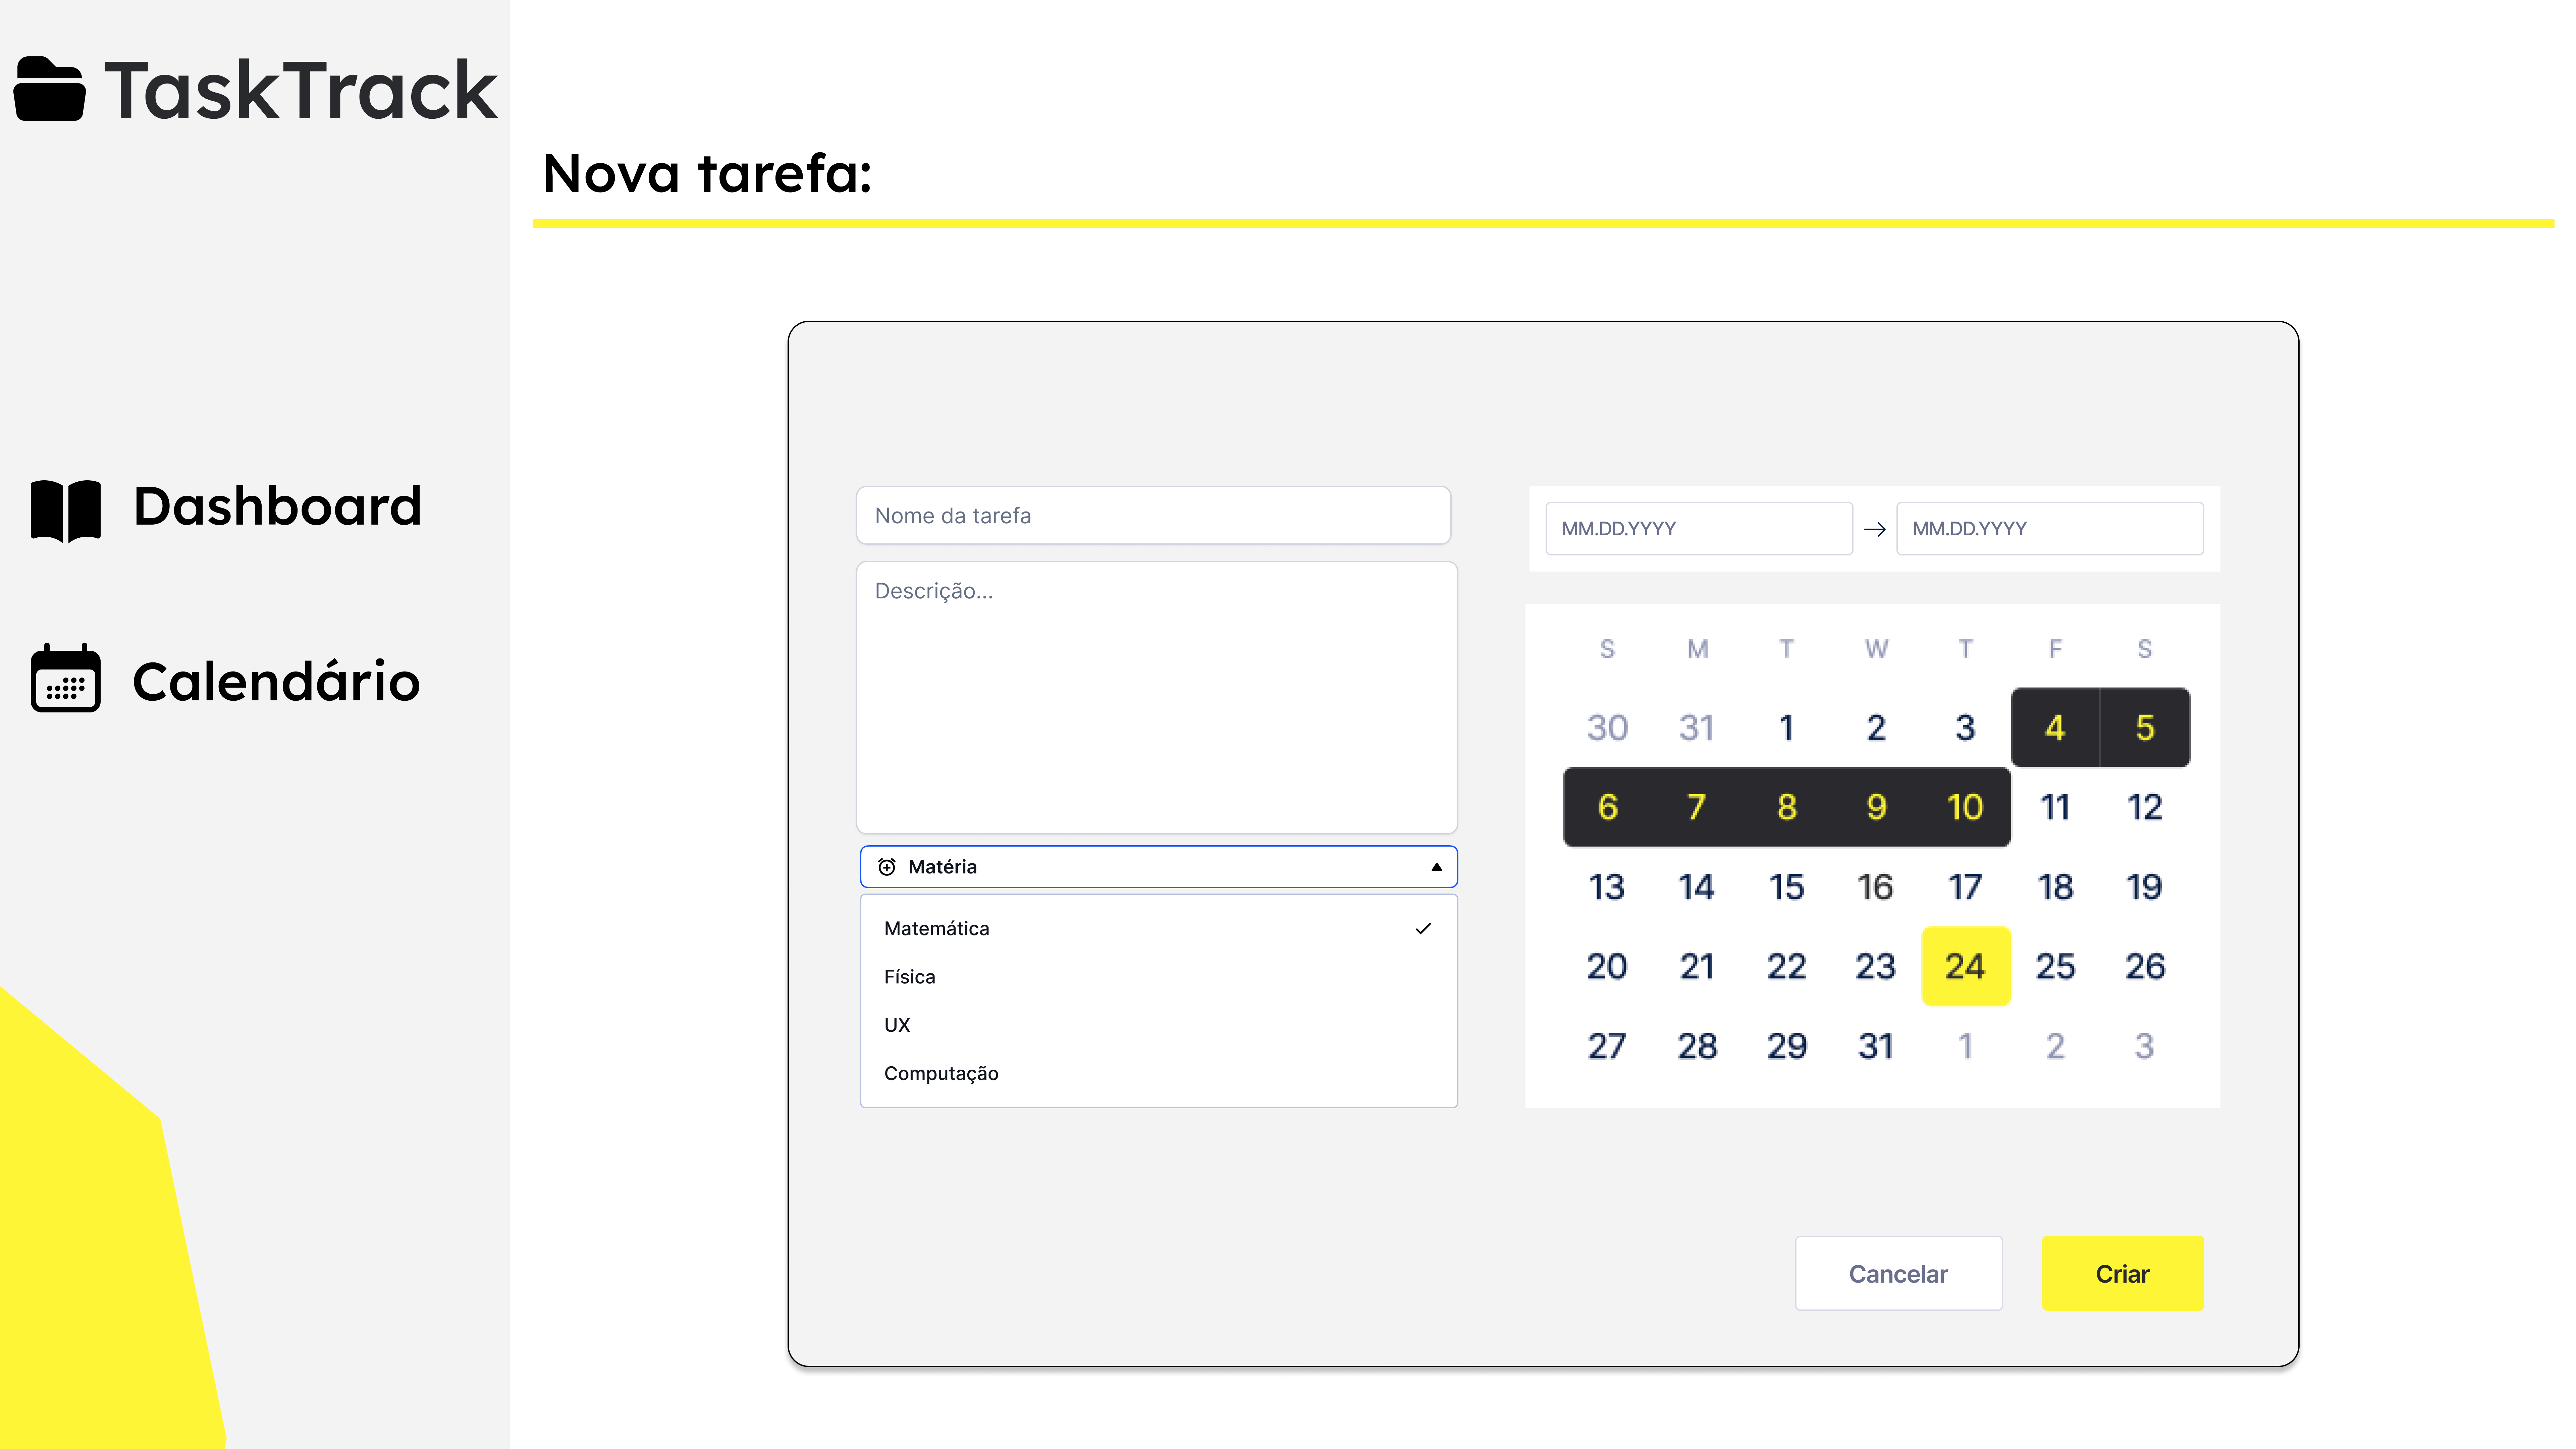 TaskTrack
Nova tarefa:
Dashboard
Calendário
Nome da tarefa
Descrição...
Matéria
Matemática
Física
UX
Computação
MM.DD.YYYY → MM.DD.YYYY
S M T W T F S
30 31 1 2 3 4 5
6 7 8 9 10 11 12
13 14 15 16 17 18 19
20 21 22 23 24 25 26
27 28 29 31 1 2 3
Cancelar Criar